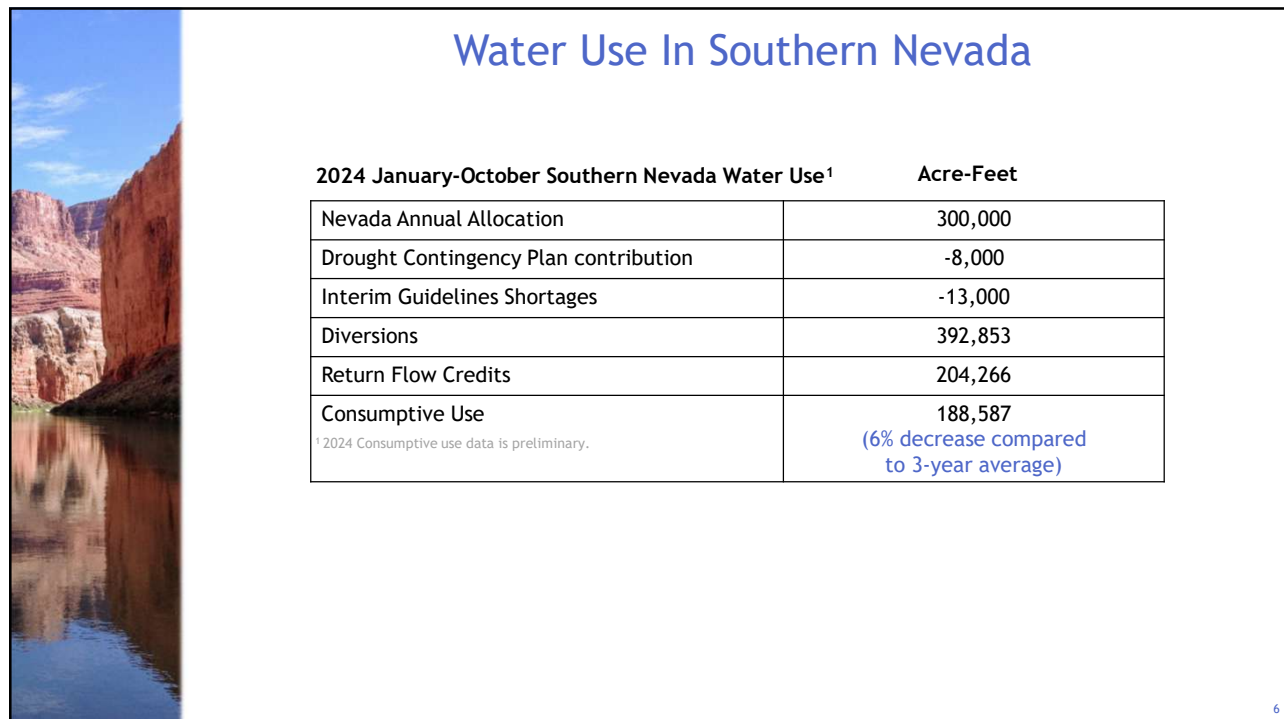 Water Use In Southern Nevada
2024 January-October Southern Nevada Water Use¹ Acre-Feet
Nevada Annual Allocation 300,000
Drought Contingency Plan contribution -8,000
Interim Guidelines Shortages -13,000
Diversions 392,853
Return Flow Credits 204,266
Consumptive Use 188,587
¹ 2024 Consumptive use data is preliminary. (6% decrease compared
to 3-year average)
6